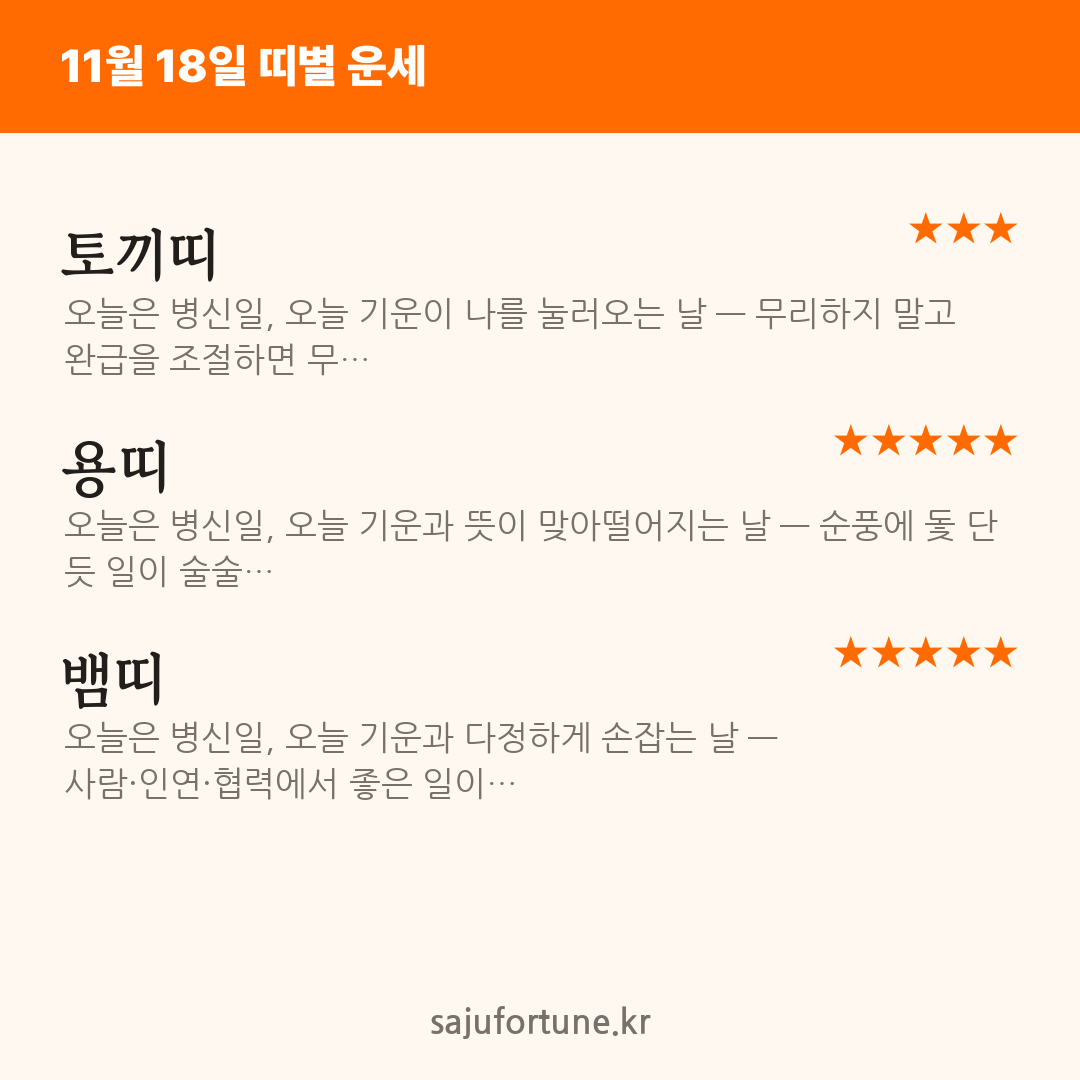 11월 18일 띠별 운세
토끼띠
★★★
오늘은 병신일, 오늘 기운이 나를 눌러오는 날 — 무리하지 말고
완급을 조절하면 무…
용띠
★★★★★
오늘은 병신일, 오늘 기운과 뜻이 맞아떨어지는 날 — 순풍에 돛 단
듯 일이 술술…
뱀띠
★★★★★
오늘은 병신일, 오늘 기운과 다정하게 손잡는 날 —
사람·인연·협력에서 좋은 일이…
sajufortune.kr